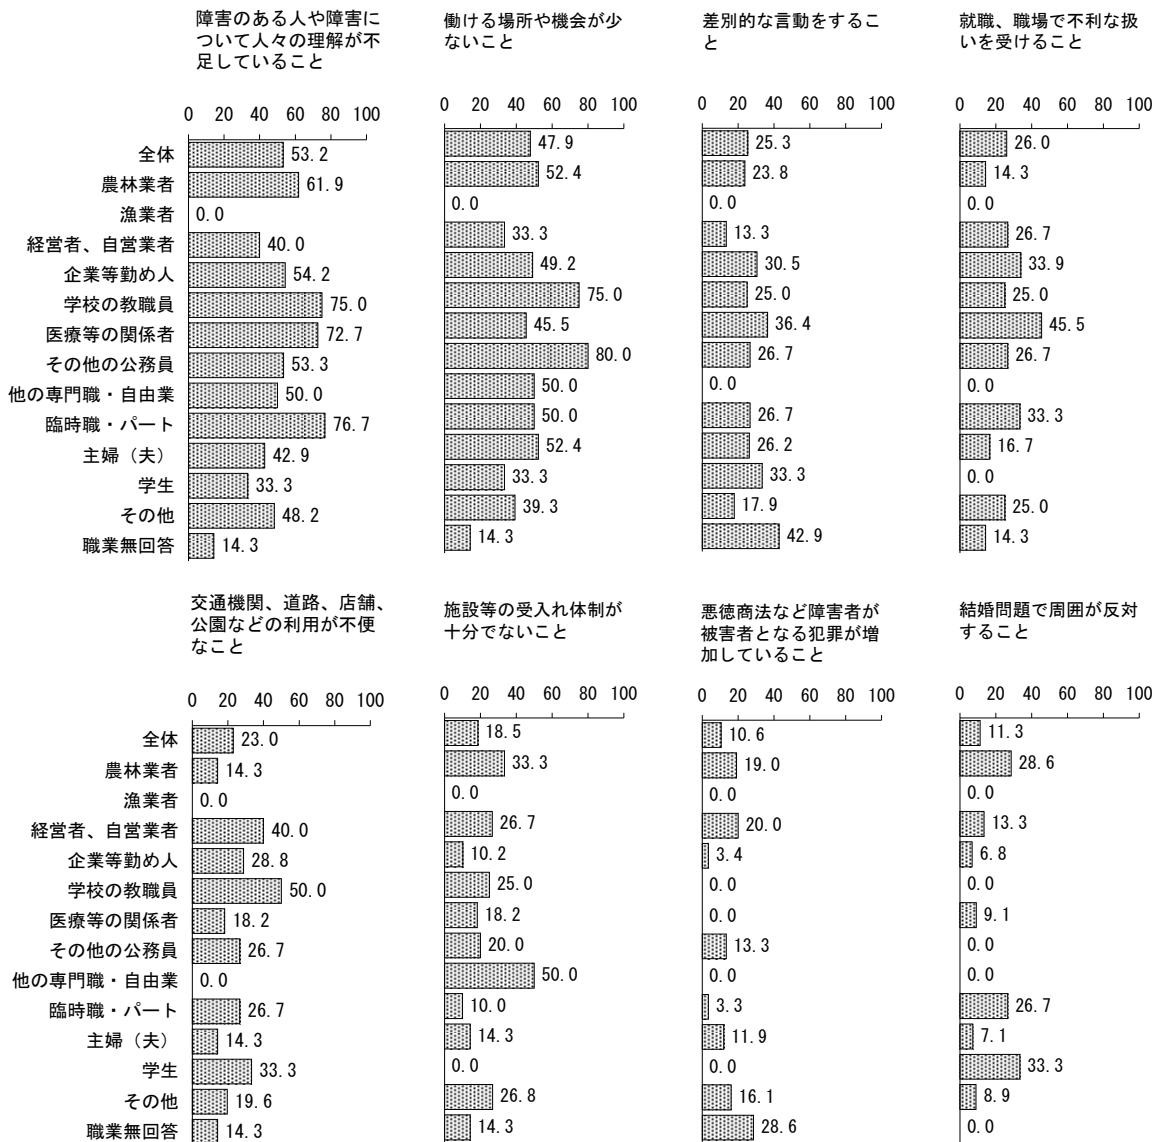 障害のある人や障害に
ついて人々の理解が不
足していること
働ける場所や機会が少
ないこと
差別的な言動をするこ
と
就職、職場で不利な扱
いを受けること
0 20 40 60 80 100
0 20 40 60 80 100
0 20 40 60 80 100
0 20 40 60 80 100
全体 53.2 47.9 25.3 26.0
農林業者 61.9 52.4 23.8 14.3
漁業者 0.0 0.0 0.0 0.0
経営者、自営業者 40.0 33.3 13.3 26.7
企業等勤め人 54.2 49.2 30.5 33.9
学校の教職員 75.0 75.0 25.0 25.0
医療等の関係者 72.7 45.5 36.4 45.5
その他の公務員 53.3 80.0 26.7 26.7
他の専門職・自由業 50.0 50.0 0.0 0.0
臨時職・パート 76.7 50.0 26.7 33.3
主婦（夫） 42.9 52.4 26.2 16.7
学生 33.3 33.3 33.3 0.0
その他 48.2 39.3 17.9 25.0
職業無回答 14.3 14.3 42.9 14.3
交通機関、道路、店舗、
公園などの利用が不便
なこと
施設等の受入れ体制が
十分でないこと
悪徳商法など障害者が
被害者となる犯罪が増
加していること
結婚問題で周囲が反対
すること
0 20 40 60 80 100
0 20 40 60 80 100
0 20 40 60 80 100
0 20 40 60 80 100
全体 23.0 18.5 10.6 11.3
農林業者 14.3 33.3 19.0 28.6
漁業者 0.0 0.0 0.0 0.0
経営者、自営業者 40.0 26.7 20.0 13.3
企業等勤め人 28.8 10.2 3.4 6.8
学校の教職員 50.0 25.0 0.0 0.0
医療等の関係者 18.2 18.2 0.0 9.1
その他の公務員 26.7 20.0 13.3 0.0
他の専門職・自由業 0.0 50.0 0.0 0.0
臨時職・パート 26.7 10.0 3.3 26.7
主婦（夫） 14.3 14.3 11.9 7.1
学生 33.3 0.0 0.0 33.3
その他 19.6 26.8 16.1 8.9
職業無回答 14.3 14.3 28.6 0.0